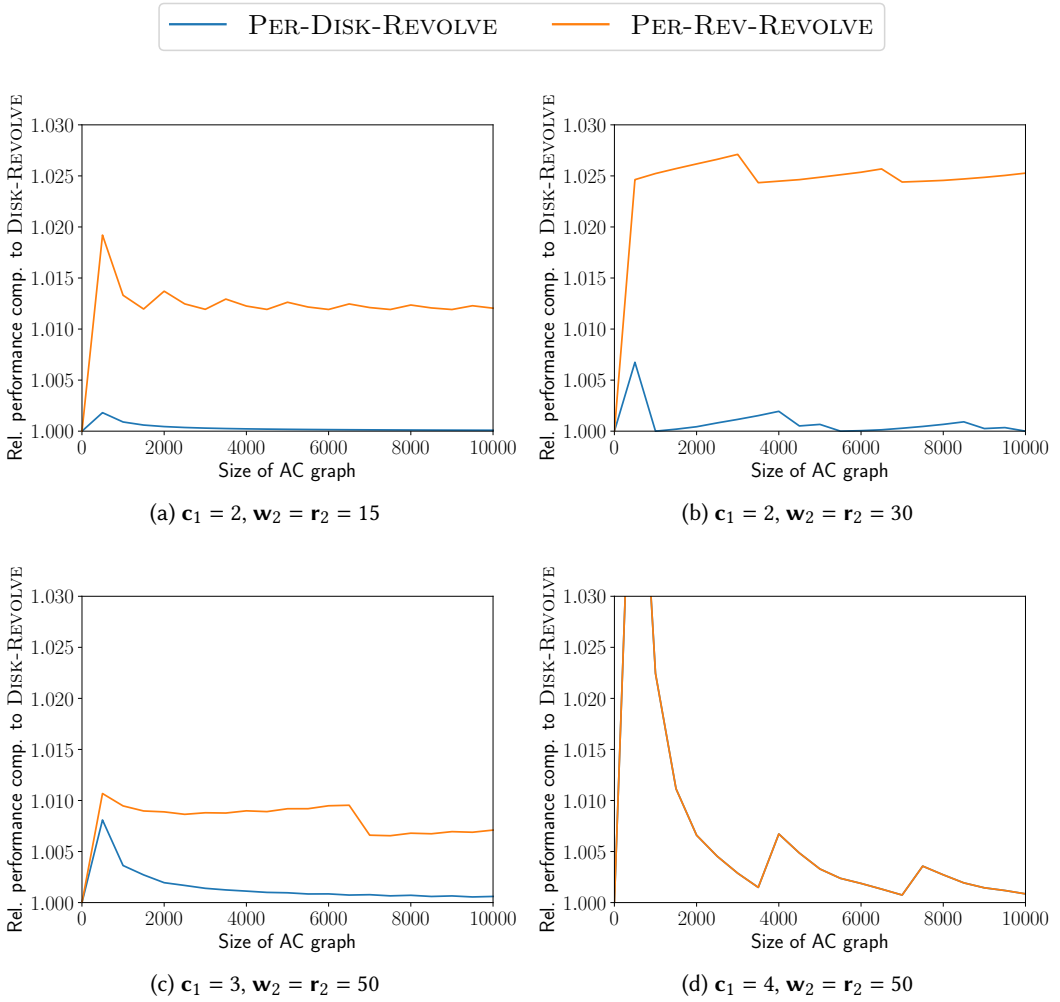 PER-DISK-REVOLVE PER-REV-REVOLVE
Rel. performance comp. to DISK-REVOLVE
1.030
1.025
1.020
1.015
1.010
1.005
1.000
0 2000 4000 6000 8000 10000
Size of AC graph
(a) c1 = 2, w2 = r2 = 15
Rel. performance comp. to DISK-REVOLVE
1.030
1.025
1.020
1.015
1.010
1.005
1.000
0 2000 4000 6000 8000 10000
Size of AC graph
(b) c1 = 2, w2 = r2 = 30
Rel. performance comp. to DISK-REVOLVE
1.030
1.025
1.020
1.015
1.010
1.005
1.000
0 2000 4000 6000 8000 10000
Size of AC graph
(c) c1 = 3, w2 = r2 = 50
Rel. performance comp. to DISK-REVOLVE
1.030
1.025
1.020
1.015
1.010
1.005
1.000
0 2000 4000 6000 8000 10000
Size of AC graph
(d) c1 = 4, w2 = r2 = 50